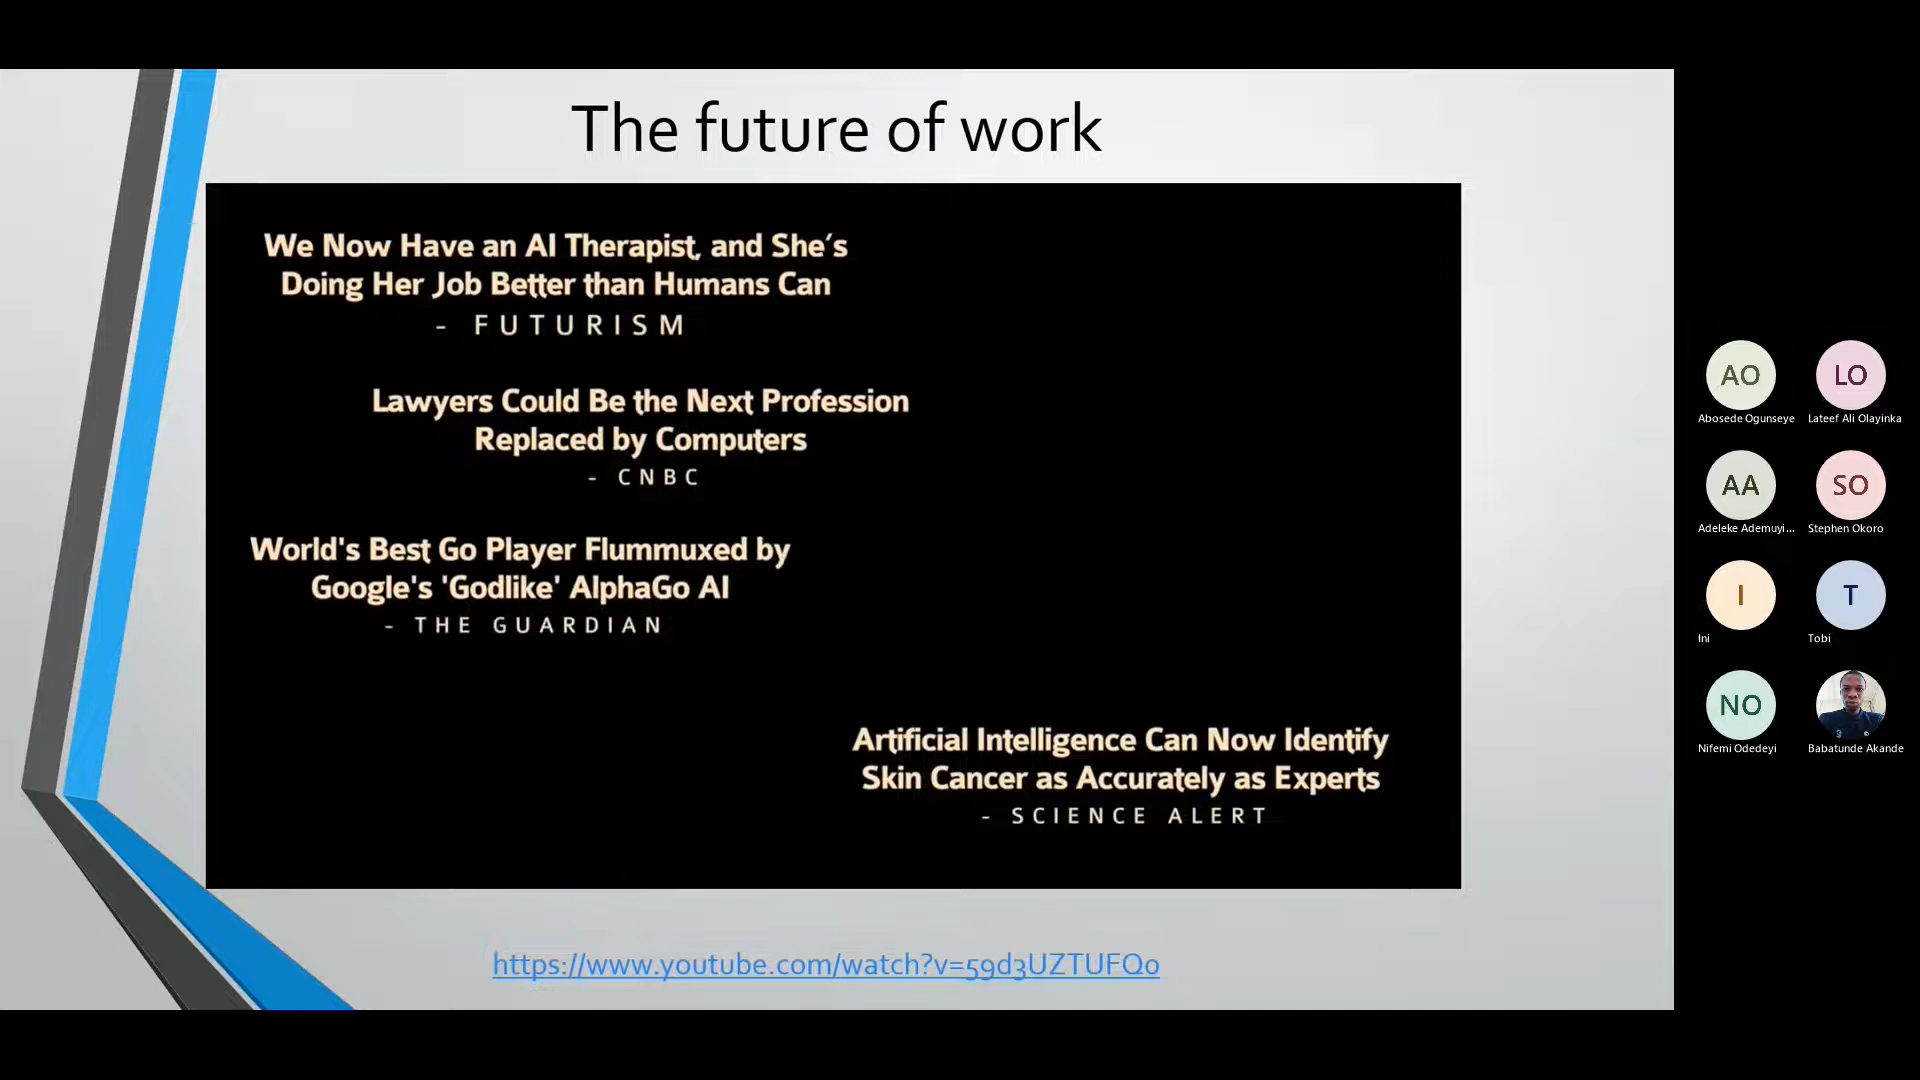 The future of work
We Now Have an AI Therapist, and She's
Doing Her Job Better than Humans Can
- FUTURISM
Lawyers Could Be the Next Profession
Replaced by Computers
- CNBC
World's Best Go Player Flummuxed by
Google's 'Godlike' AlphaGo AI
- THE GUARDIAN
Artificial Intelligence Can Now Identify
Skin Cancer as Accurately as Experts
- SCIENCE ALERT
https://www.youtube.com/watch?v=59d3UZTUFQ0
AO
LO
Abosede Ogunseye
Lateef Ali Olayinka
AA
SO
Adeleke Ademuyi...
Stephen Okoro
I
T
Ini
Tobi
NO
Nifemi Odedeyi
Babatunde Akande